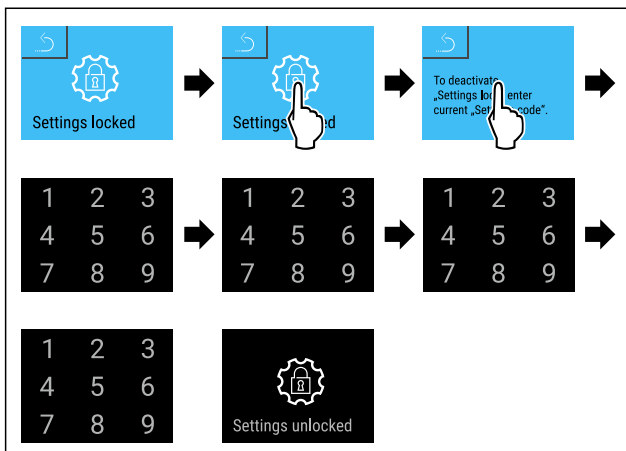 Settings locked
Settings
To deactivate
„Settings enter
current code“.
1 2 3
4 5 6
7 8 9
1 2 3
4 5 6
7 8 9
1 2 3
4 5 6
7 8 9
1 2 3
4 5 6
7 8 9
Settings unlocked